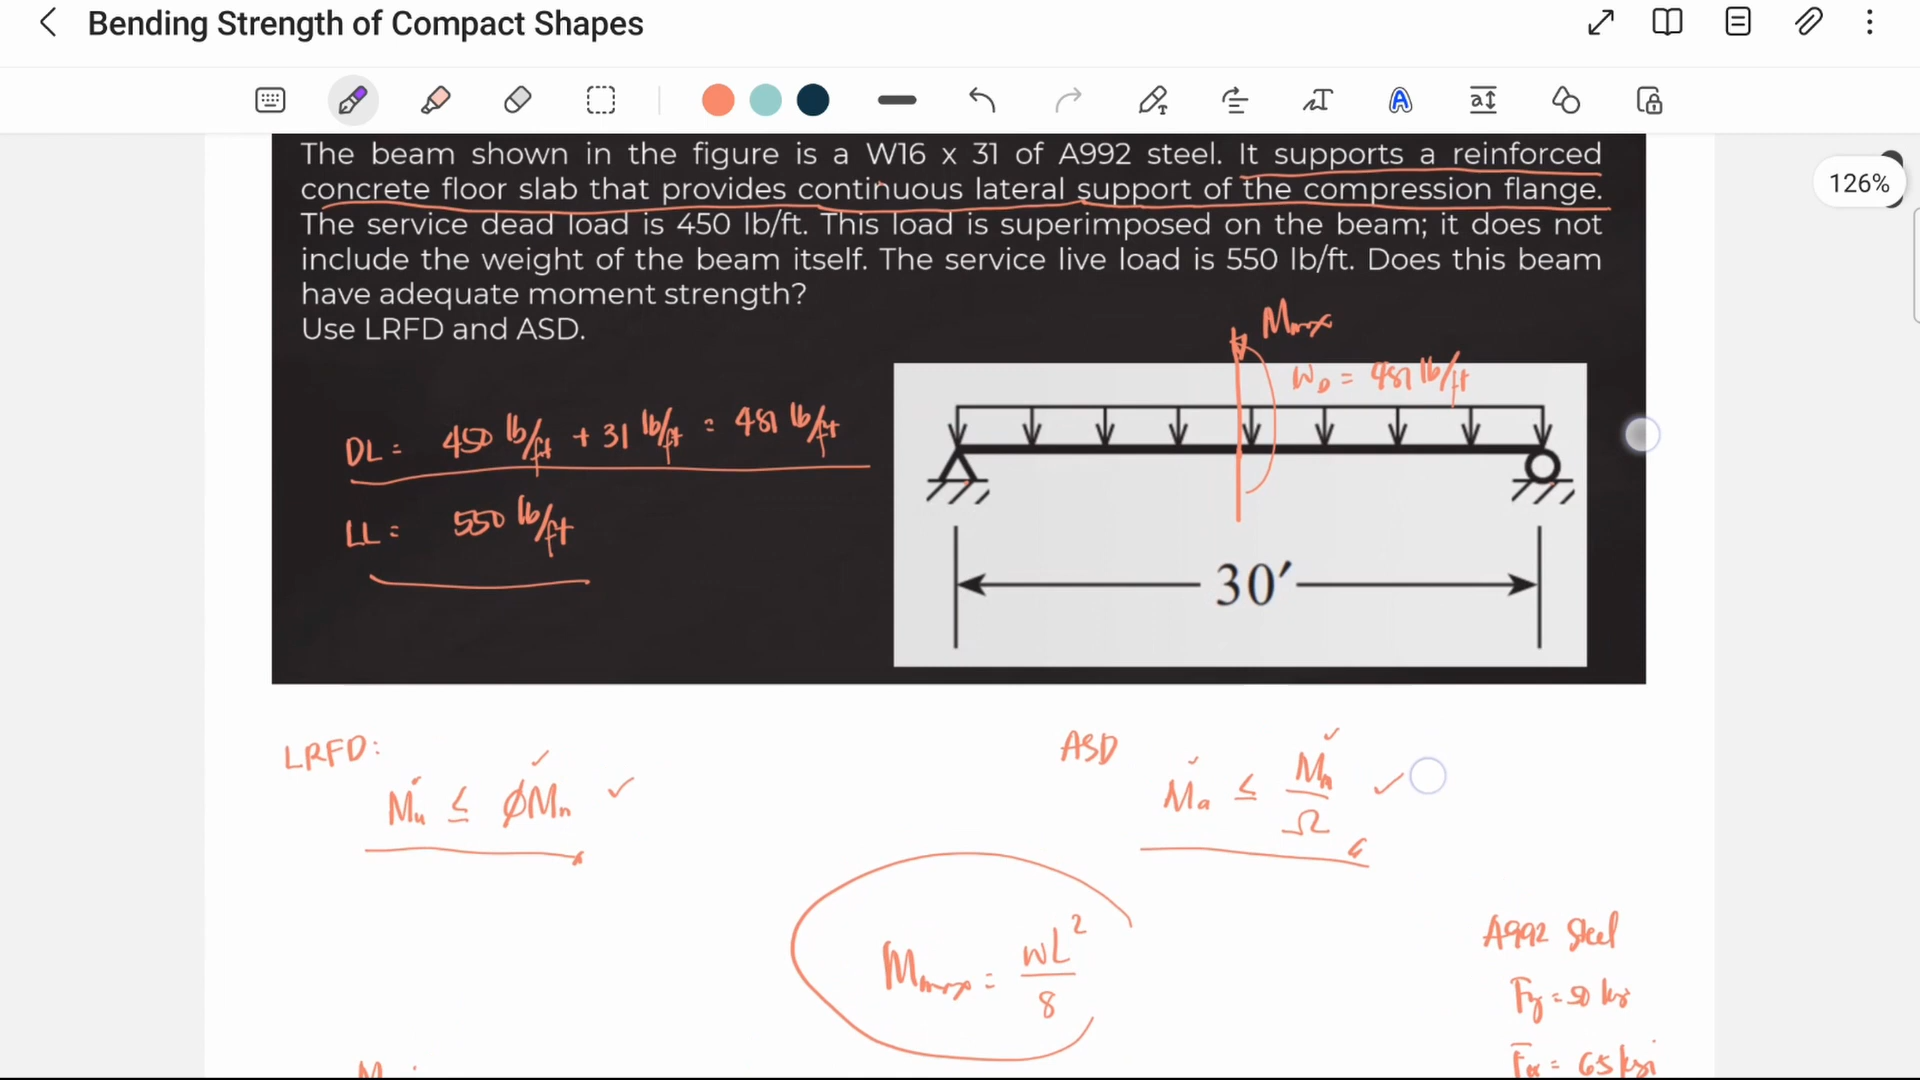 Bending Strength of Compact Shapes
126%
The beam shown in the figure is a W16 x 31 of A992 steel. It supports a reinforced
concrete floor slab that provides continuous lateral support of the compression flange.
The service dead load is 450 lb/ft. This load is superimposed on the beam; it does not
include the weight of the beam itself. The service live load is 550 lb/ft. Does this beam
have adequate moment strength?
Use LRFD and ASD.
Mmax
W_D = 481 lb/ft
DL = 450 lb/ft + 31 lb/ft = 481 lb/ft
LL = 550 lb/ft
30′
LRFD:
Mu ≤ ϕMn ✓
ASD
Ma ≤ Mn/Ω ✓
Mmax = wL²/8
A992 Steel
Fy = 50 ksi
Fu = 65 ksi